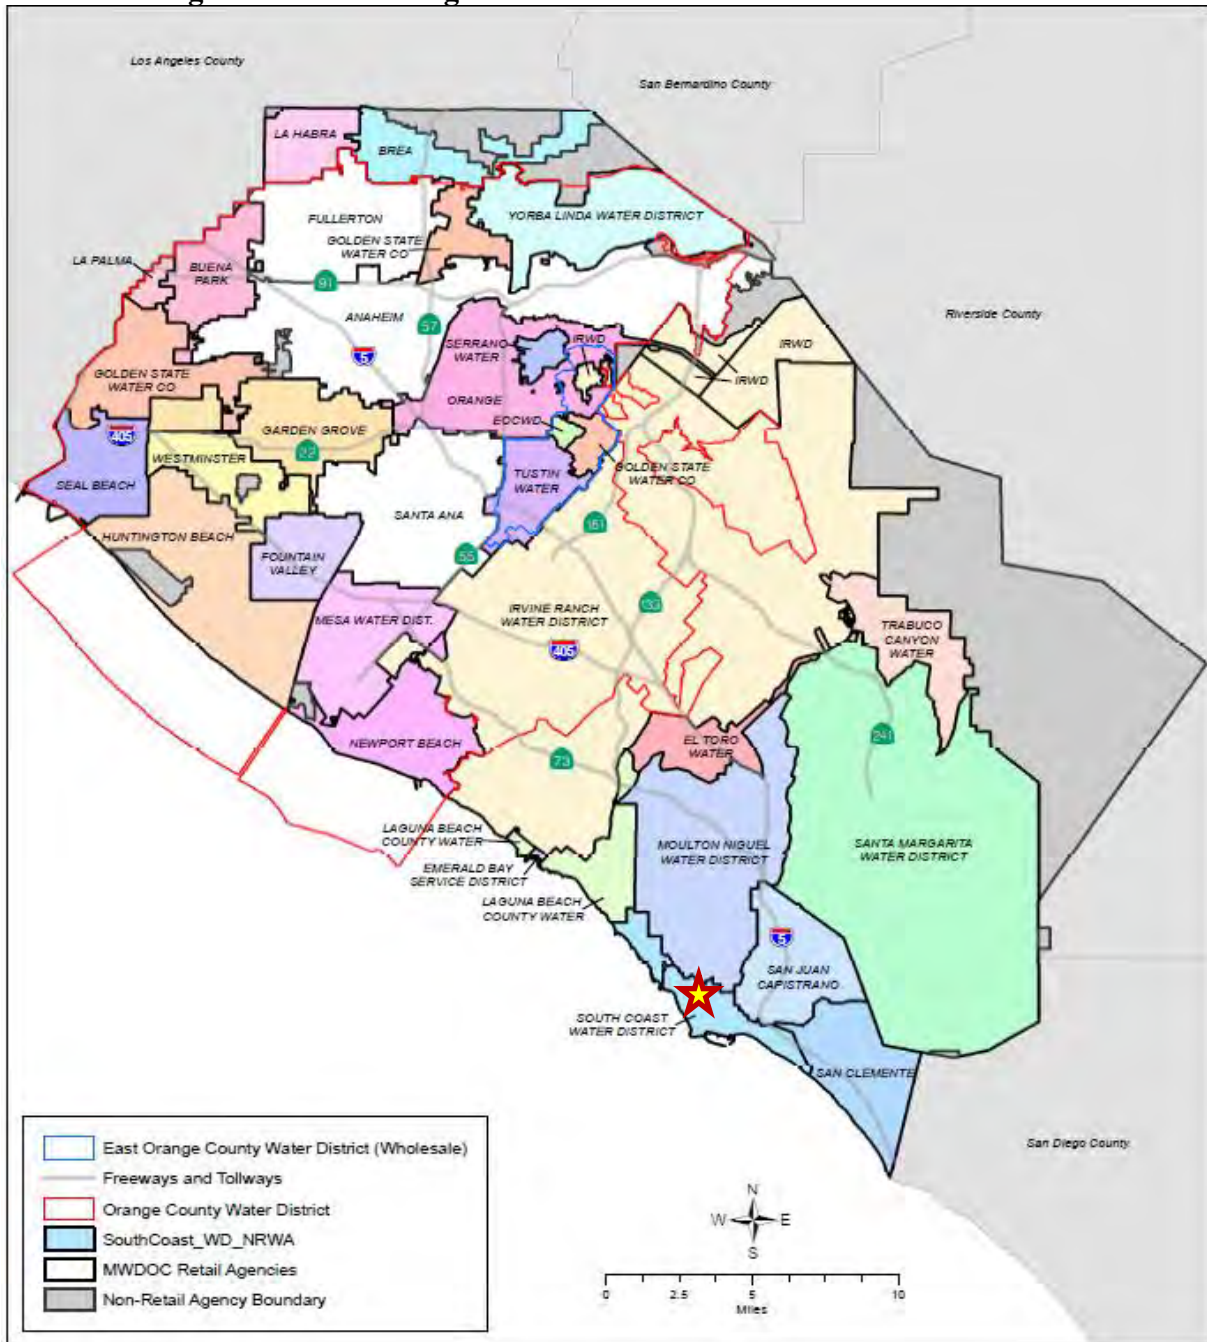 Los Angeles County
San Bernardino County
LA HABRA
BREA
FULLERTON
YORBA LINDA WATER DISTRICT
GOLDEN STATE
WATER CO
LA PALMA
BUENA
PARK
91
ANAHEIM
57
Riverside County
5
SERRANO
WATER
IRWD
IRWD
IRWD
GOLDEN STATE
WATER CO
ORANGE
405
GARDEN GROVE
EOCWD
22
WESTMINSTER
GOLDEN STATE
WATER CO
SEAL BEACH
TUSTIN
WATER
SANTA ANA
161
HUNTINGTON BEACH
FOUNTAIN
VALLEY
55
133
IRVINE RANCH
WATER DISTRICT
MESA WATER DIST.
TRABUCO
CANYON
WATER
405
NEWPORT BEACH
EL TORO
WATER
241
73
LAGUNA BEACH
COUNTY WATER
MOULTON NIGUEL
WATER DISTRICT
SANTA MARGARITA
WATER DISTRICT
EMERALD BAY
SERVICE DISTRICT
LAGUNA BEACH
COUNTY WATER
5
SAN JUAN
CAPISTRANO
SOUTH COAST
WATER DISTRICT
SAN CLEMENTE
San Diego County
East Orange County Water District (Wholesale)
Freeways and Tollways
Orange County Water District
SouthCoast_WD_NRWA
MWDOC Retail Agencies
Non-Retail Agency Boundary
N
W E
S
0 2.5 5 10
Miles